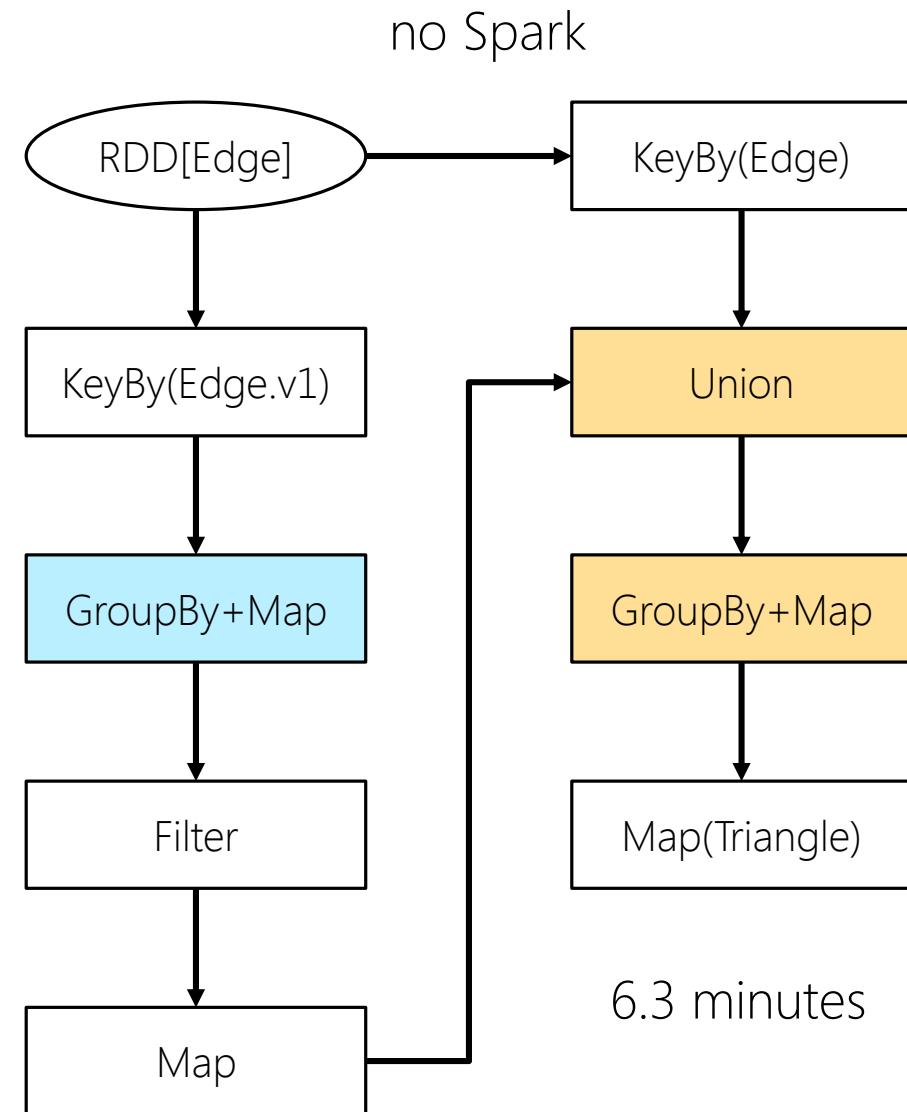 no Spark
RDD[Edge]
KeyBy(Edge)
KeyBy(Edge.v1)
Union
GroupBy+Map
GroupBy+Map
Filter
Map(Triangle)
Map
6.3 minutes